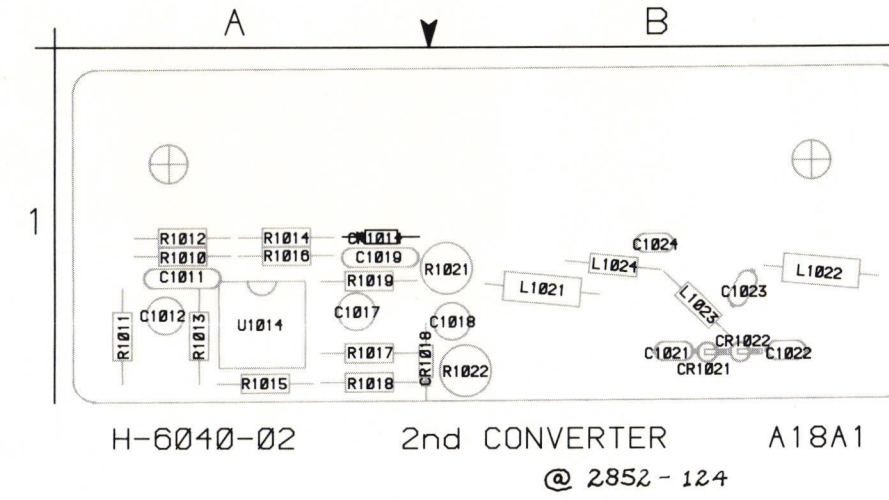 A B
1
R1012 R1014 CR1014
C1024
R1010 R1016 C1019
L1024
R1021
L1022
C1011
R1019
L1021
C1023
L1023
C1012
C1017
C1018
U1014
R1011
R1013
CR1018
CR1022
R1017
C1021
C1022
CR1021
R1022
R1015 R1018
H-6040-02 2nd CONVERTER A18A1
@ 2852-124